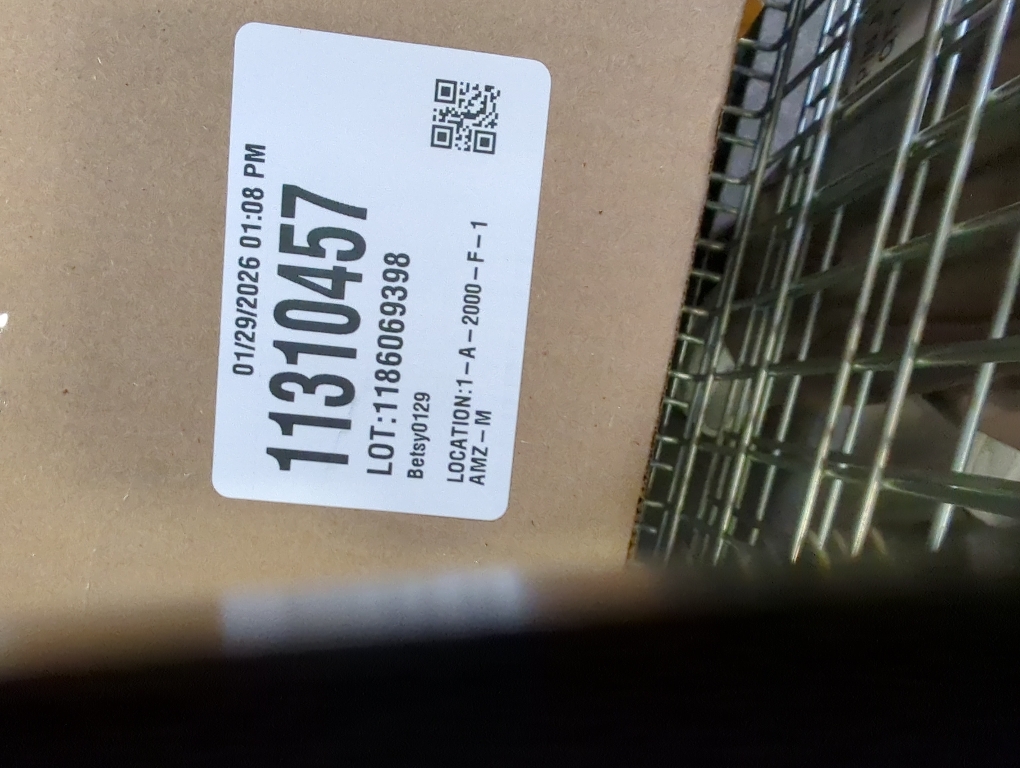 01/29/2026 01:08 PM
11310457
LOT:1186069398
Betsy0129
LOCATION:1-A-2000-F-1
AMZ-M